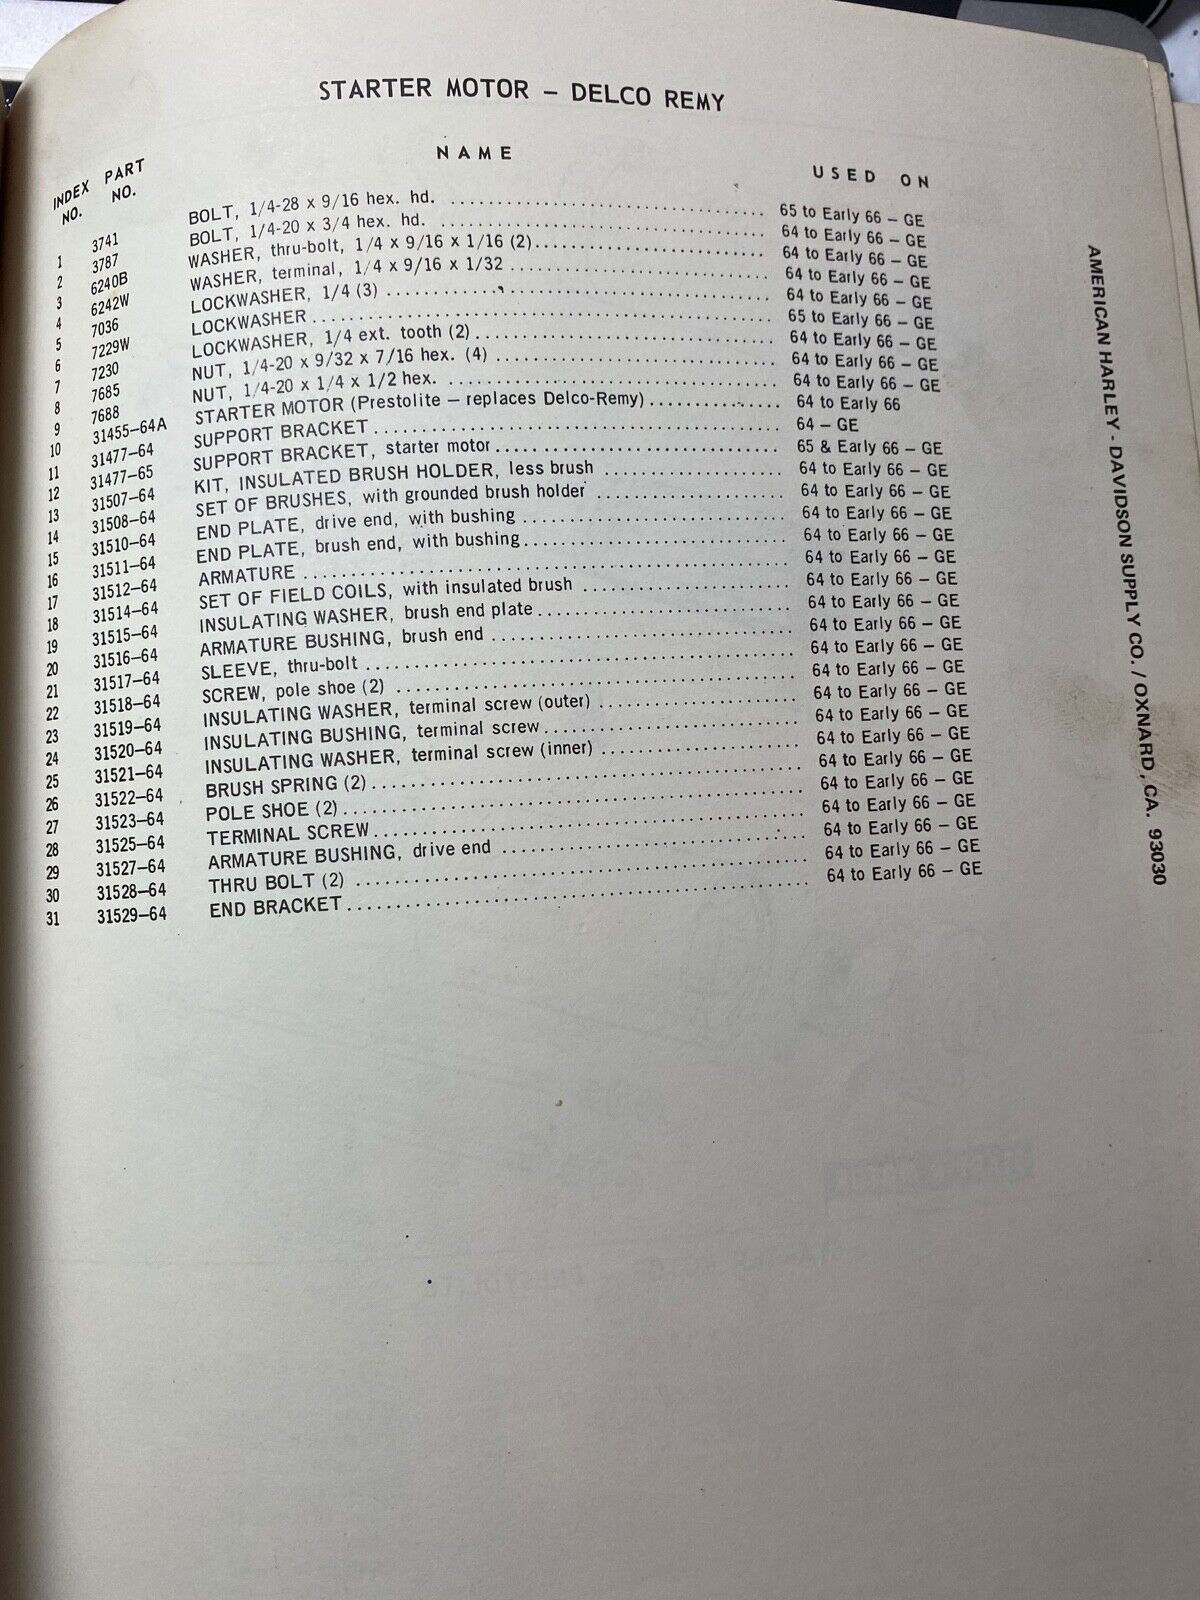 STARTER MOTOR – DELCO REMY
INDEX NO. PART NO. NAME USED ON
1 3741 BOLT, 1/4-28 x 9/16 hex. hd. 65 to Early 66 – GE
2 3787 BOLT, 1/4-20 x 3/4 hex. hd. 64 to Early 66 – GE
3 6240B WASHER, thru-bolt, 1/4 x 9/16 x 1/16 (2) 64 to Early 66 – GE
4 6242W WASHER, terminal, 1/4 x 9/16 x 1/32 64 to Early 66 – GE
5 7036 LOCKWASHER, 1/4 (3) 64 to Early 66 – GE
6 7229W LOCKWASHER 65 to Early 66 – GE
7 7230 LOCKWASHER, 1/4 ext. tooth (2) 64 to Early 66 – GE
8 7685 NUT, 1/4-20 x 9/32 x 7/16 hex. (4) 64 to Early 66 – GE
9 7688 NUT, 1/4-20 x 1/4 x 1/2 hex. 64 to Early 66 – GE
10 31455–64A STARTER MOTOR (Prestolite – replaces Delco-Remy) 64 to Early 66
11 31477–64 SUPPORT BRACKET 64 – GE
12 31477–65 SUPPORT BRACKET, starter motor 65 & Early 66 – GE
13 31507–64 KIT, INSULATED BRUSH HOLDER, less brush 64 to Early 66 – GE
14 31508–64 SET OF BRUSHES, with grounded brush holder 64 to Early 66 – GE
15 31510–64 END PLATE, drive end, with bushing 64 to Early 66 – GE
16 31511–64 END PLATE, brush end, with bushing 64 to Early 66 – GE
17 31512–64 ARMATURE 64 to Early 66 – GE
18 31514–64 SET OF FIELD COILS, with insulated brush 64 to Early 66 – GE
19 31515–64 INSULATING WASHER, brush end plate 64 to Early 66 – GE
20 31516–64 ARMATURE BUSHING, brush end 64 to Early 66 – GE
21 31517–64 SLEEVE, thru-bolt 64 to Early 66 – GE
22 31518–64 SCREW, pole shoe (2) 64 to Early 66 – GE
23 31519–64 INSULATING WASHER, terminal screw (outer) 64 to Early 66 – GE
24 31520–64 INSULATING BUSHING, terminal screw 64 to Early 66 – GE
25 31521–64 INSULATING WASHER, terminal screw (inner) 64 to Early 66 – GE
26 31522–64 BRUSH SPRING (2) 64 to Early 66 – GE
27 31523–64 POLE SHOE (2) 64 to Early 66 – GE
28 31525–64 TERMINAL SCREW 64 to Early 66 – GE
29 31527–64 ARMATURE BUSHING, drive end 64 to Early 66 – GE
30 31528–64 THRU BOLT (2) 64 to Early 66 – GE
31 31529–64 END BRACKET 64 to Early 66 – GE
AMERICAN HARLEY - DAVIDSON SUPPLY CO. / OXNARD, CA. 93030